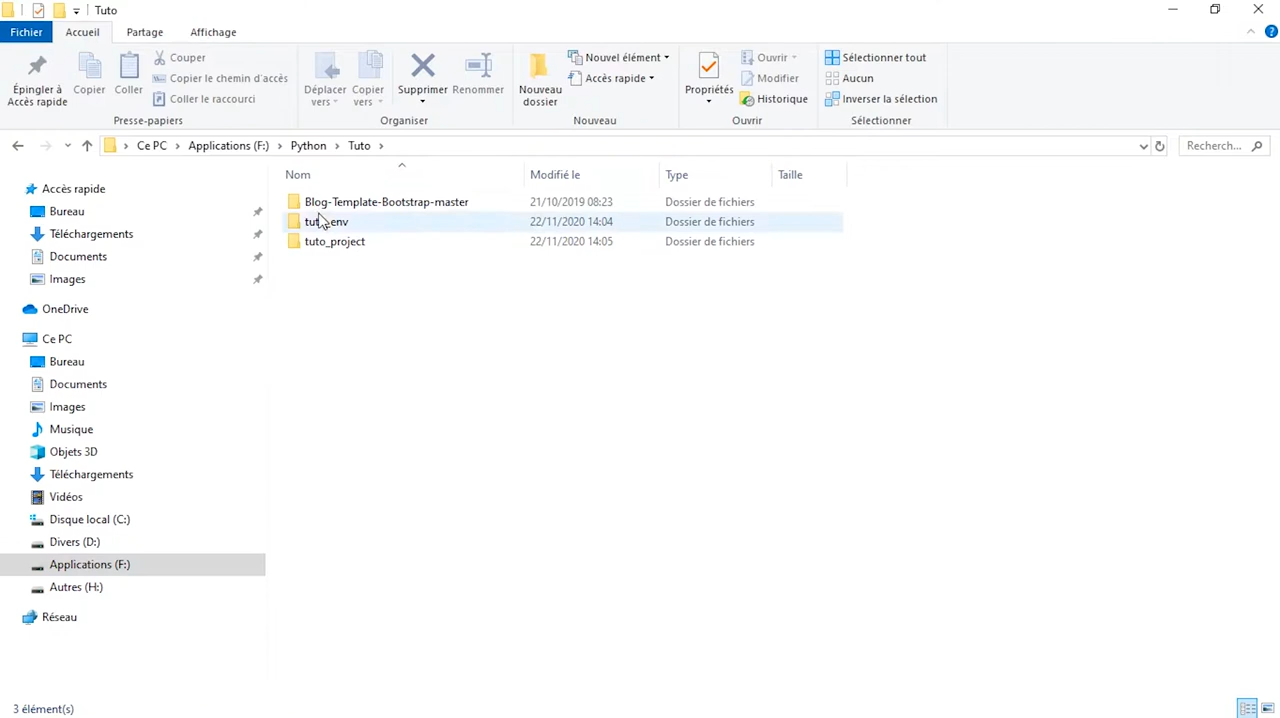 Tuto
Fichier Accueil Partage Affichage
Épingler à Accès rapide
Copier
Coller
Couper
Copier le chemin d'accès
Coller le raccourci
Presse-papiers
Déplacer vers
Copier vers
Supprimer
Renommer
Organiser
Nouveau dossier
Nouvel élément
Accès rapide
Nouveau
Propriétés
Ouvrir
Modifier
Historique
Ouvrir
Sélectionner tout
Aucun
Inverser la sélection
Sélectionner
Ce PC > Applications (F:) > Python > Tuto >
Recherch...
Nom Modifié le Type Taille
Blog-Template-Bootstrap-master 21/10/2019 08:23 Dossier de fichiers
tuto_env 22/11/2020 14:04 Dossier de fichiers
tuto_project 22/11/2020 14:05 Dossier de fichiers
Accès rapide
Bureau
Téléchargements
Documents
Images
OneDrive
Ce PC
Bureau
Documents
Images
Musique
Objets 3D
Téléchargements
Vidéos
Disque local (C:)
Divers (D:)
Applications (F:)
Autres (H:)
Réseau
3 élément(s)